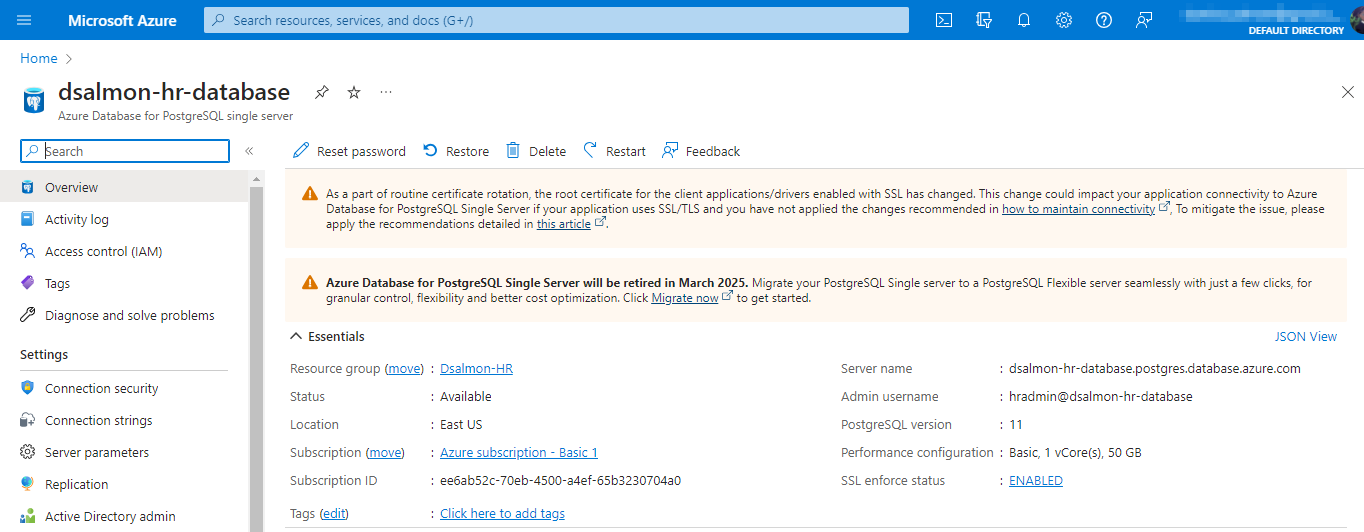 Microsoft Azure
Search resources, services, and docs (G+/)
DEFAULT DIRECTORY
Home
dsalmon-hr-database
Azure Database for PostgreSQL single server
Search
Overview
Activity log
Access control (IAM)
Tags
Diagnose and solve problems
Settings
Connection security
Connection strings
Server parameters
Replication
Active Directory admin
Reset password Restore Delete Restart Feedback
As a part of routine certificate rotation, the root certificate for the client applications/drivers enabled with SSL has changed. This change could impact your application connectivity to Azure
Database for PostgreSQL Single Server if your application uses SSL/TLS and you have not applied the changes recommended in how to maintain connectivity, To mitigate the issue, please
apply the recommendations detailed in this article.
Azure Database for PostgreSQL Single Server will be retired in March 2025. Migrate your PostgreSQL Single server to a PostgreSQL Flexible server seamlessly with just a few clicks, for
granular control, flexibility and better cost optimization. Click Migrate now to get started.
Essentials
JSON View
Resource group (move) : Dsalmon-HR
Status : Available
Location : East US
Subscription (move) : Azure subscription - Basic 1
Subscription ID : ee6ab52c-70eb-4500-a4ef-65b3230704a0
Tags (edit) : Click here to add tags
Server name : dsalmon-hr-database.postgres.database.azure.com
Admin username : hradmin@dsalmon-hr-database
PostgreSQL version : 11
Performance configuration : Basic, 1 vCore(s), 50 GB
SSL enforce status : ENABLED